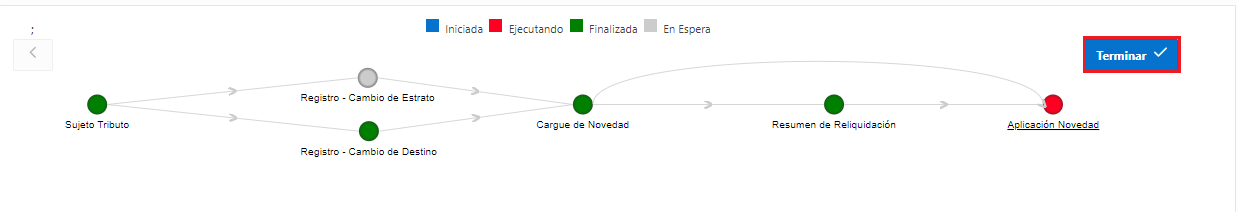 ;
Iniciada Ejecutando Finalizada En Espera
Terminar
Registro - Cambio de Estrato
Sujeto Tributo
Cargue de Novedad
Resumen de Reliquidación
Aplicación Novedad
Registro - Cambio de Destino